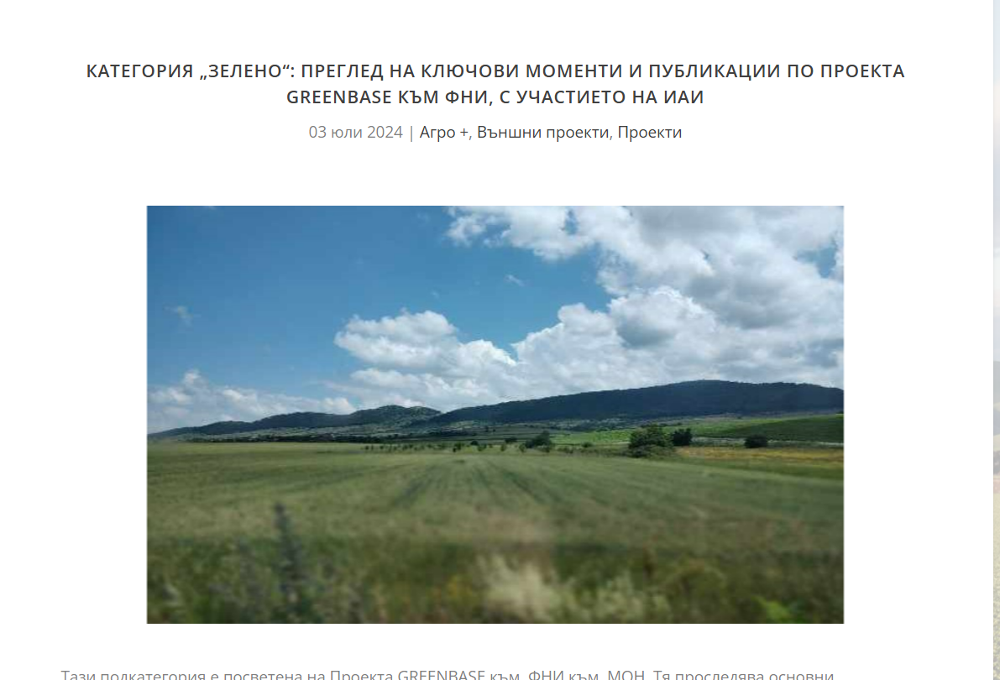 КАТЕГОРИЯ „ЗЕЛЕНО“: ПРЕГЛЕД НА КЛЮЧОВИ МОМЕНТИ И ПУБЛИКАЦИИ ПО ПРОЕКТА
GREENBASE КЪМ ФНИ, С УЧАСТИЕТО НА ИАИ
03 юли 2024 | Агро +, Външни проекти, Проекти
Тази подкатегория е посветена на Проекта GREENBASE към ФНИ към МОН. Тя проследява основни